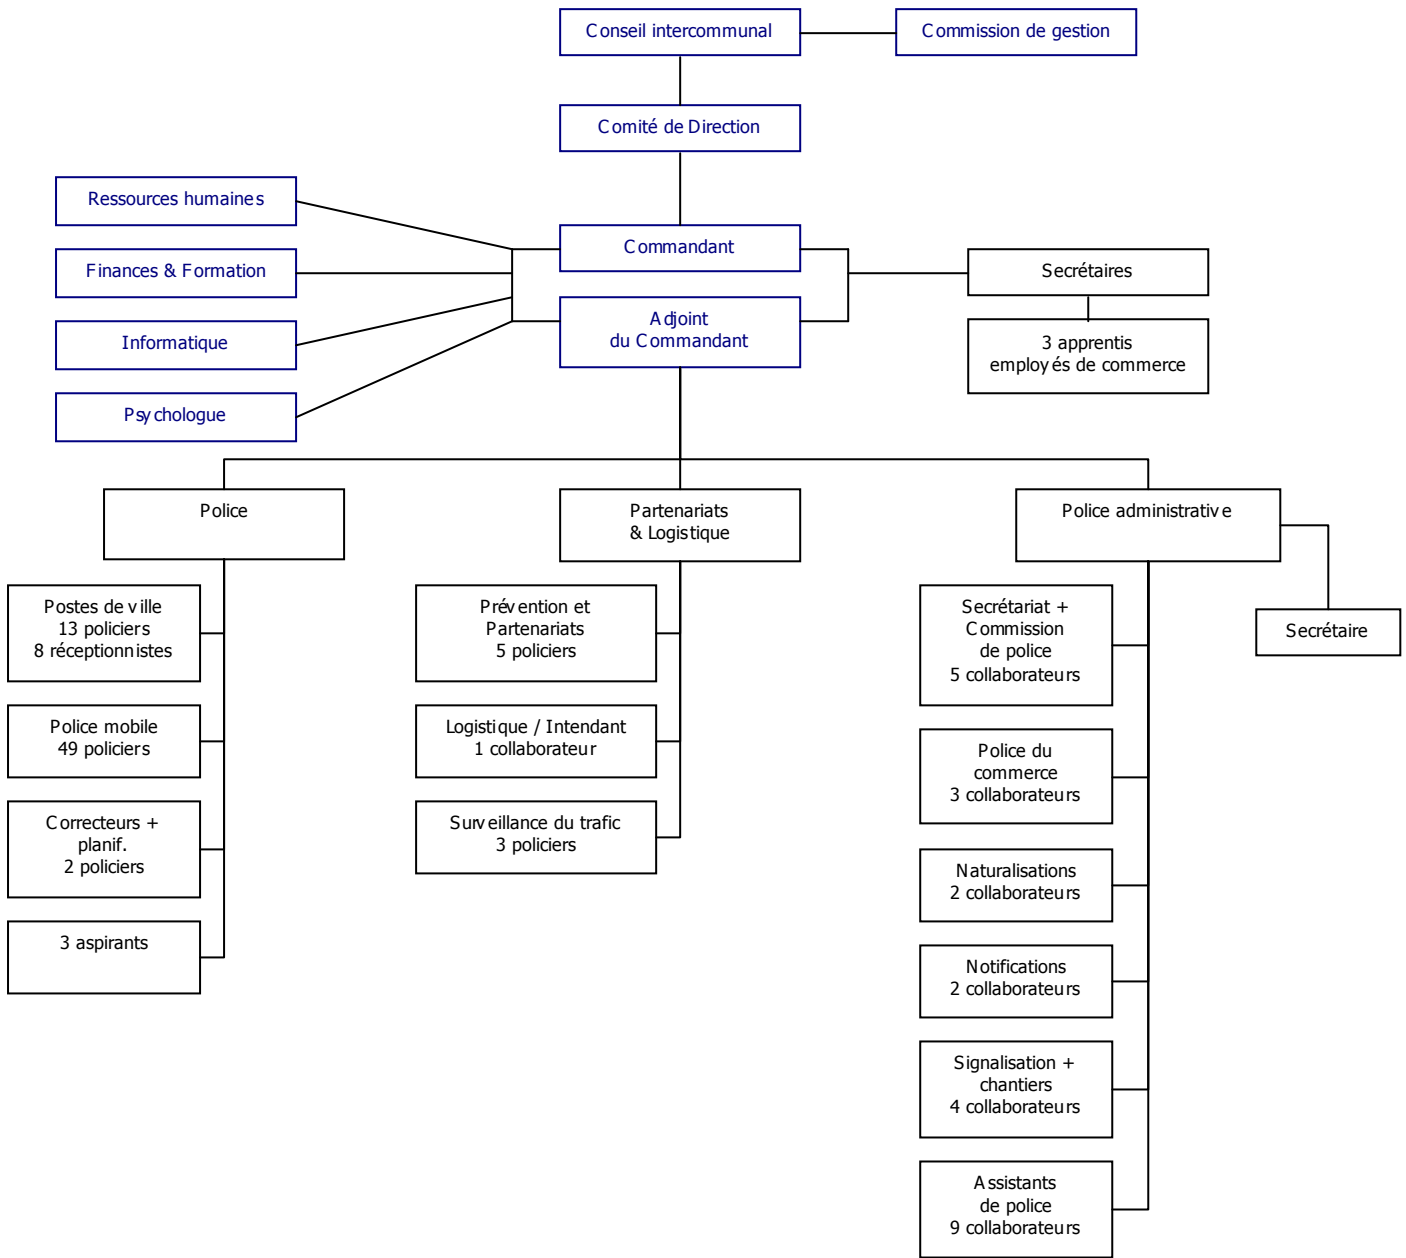 Conseil intercommunal
Commission de gestion
Comité de Direction
Ressources humaines
Finances & Formation
Informatique
Psychologue
Commandant
Adjoint
du Commandant
Secrétaires
3 apprentis
employés de commerce
Police
Partenariats
& Logistique
Police administrative
Secrétaire
Postes de ville
13 policiers
8 réceptionnistes
Police mobile
49 policiers
Correcteurs +
planif.
2 policiers
3 aspirants
Prévention et
Partenariats
5 policiers
Logistique / Intendant
1 collaborateur
Surveillance du trafic
3 policiers
Secrétariat +
Commission
de police
5 collaborateurs
Police du
commerce
3 collaborateurs
Naturalisations
2 collaborateurs
Notifications
2 collaborateurs
Signalisation +
chantiers
4 collaborateurs
Assistants
de police
9 collaborateurs